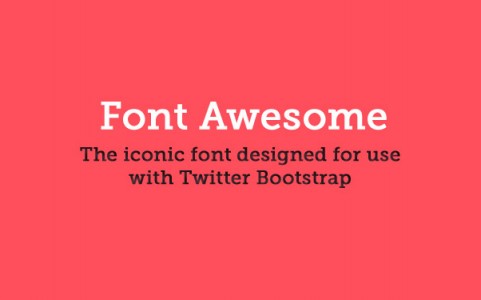 Font Awesome
The iconic font designed for use
with Twitter Bootstrap